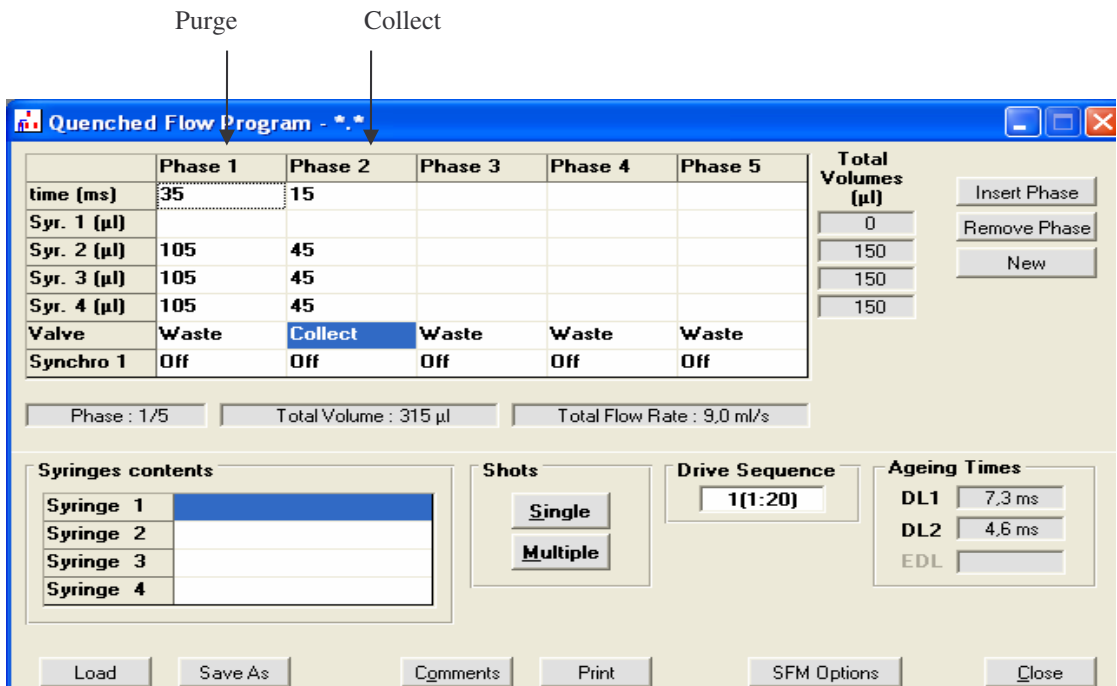 Purge Collect
Quenched Flow Program - *.*
Phase 1 Phase 2 Phase 3 Phase 4 Phase 5 Total Volumes (µl)
time (ms) 35 15 Insert Phase
Syr. 1 (µl) 0 Remove Phase
Syr. 2 (µl) 105 45 150 New
Syr. 3 (µl) 105 45 150
Syr. 4 (µl) 105 45 150
Valve Waste Collect Waste Waste Waste
Synchro 1 Off Off Off Off Off
Phase : 1/5 Total Volume : 315 µl Total Flow Rate : 9,0 ml/s
Syringes contents Shots Drive Sequence Ageing Times
Syringe 1 Single 1(1:20) DL1 7,3 ms
Syringe 2 DL2 4,6 ms
Syringe 3 Multiple EDL
Syringe 4
Load Save As Comments Print SFM Options Close